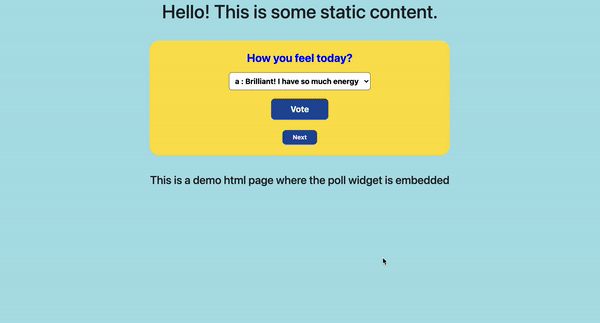 Hello! This is some static content.
How you feel today?
a : Brilliant! I have so much energy
Vote
Next
This is a demo html page where the poll widget is embedded